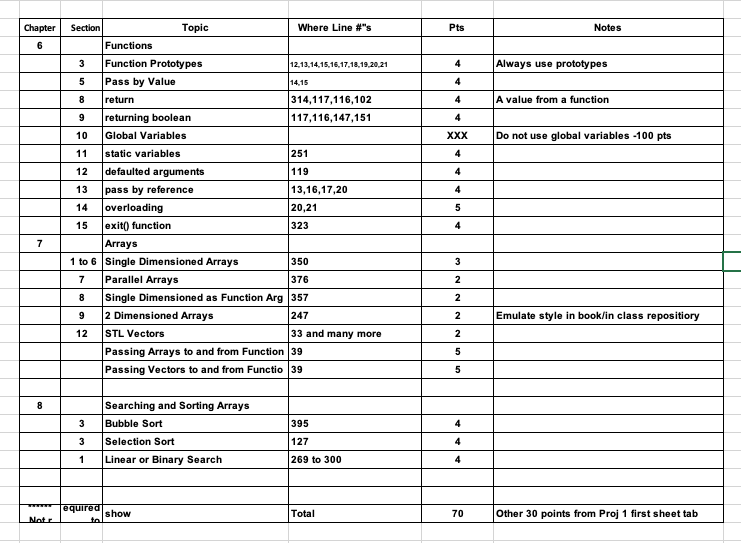 Chapter Section Topic Where Line #"s Pts Notes
6 Functions
3 Function Prototypes 12,13,14,15,16,17,18,19,20,21 4 Always use prototypes
5 Pass by Value 14,15 4
8 return 314,117,116,102 4 A value from a function
9 returning boolean 117,116,147,151 4
10 Global Variables XXX Do not use global variables -100 pts
11 static variables 251 4
12 defaulted arguments 119 4
13 pass by reference 13,16,17,20 4
14 overloading 20,21 5
15 exit() function 323 4
7 Arrays
1 to 6 Single Dimensioned Arrays 350 3
7 Parallel Arrays 376 2
8 Single Dimensioned as Function Arg 357 2
9 2 Dimensioned Arrays 247 2 Emulate style in book/in class repositiory
12 STL Vectors 33 and many more 2
Passing Arrays to and from Function 39 5
Passing Vectors to and from Functio 39 5
8 Searching and Sorting Arrays
3 Bubble Sort 395 4
3 Selection Sort 127 4
1 Linear or Binary Search 269 to 300 4
****** equired
Not r to show Total 70 Other 30 points from Proj 1 first sheet tab